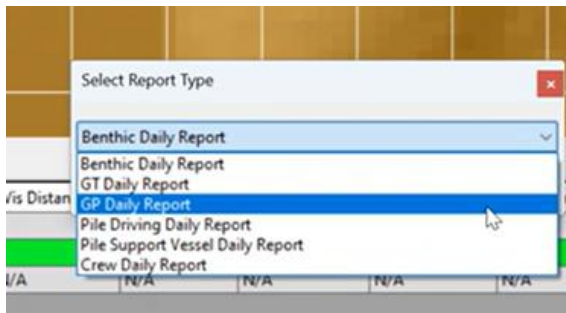 Select Report Type
Benthic Daily Report
Benthic Daily Report
GT Daily Report
Vis Distan
GP Daily Report
Pile Driving Daily Report
Pile Support Vessel Daily Report
Crew Daily Report
N/A N/A N/A N/A N/A